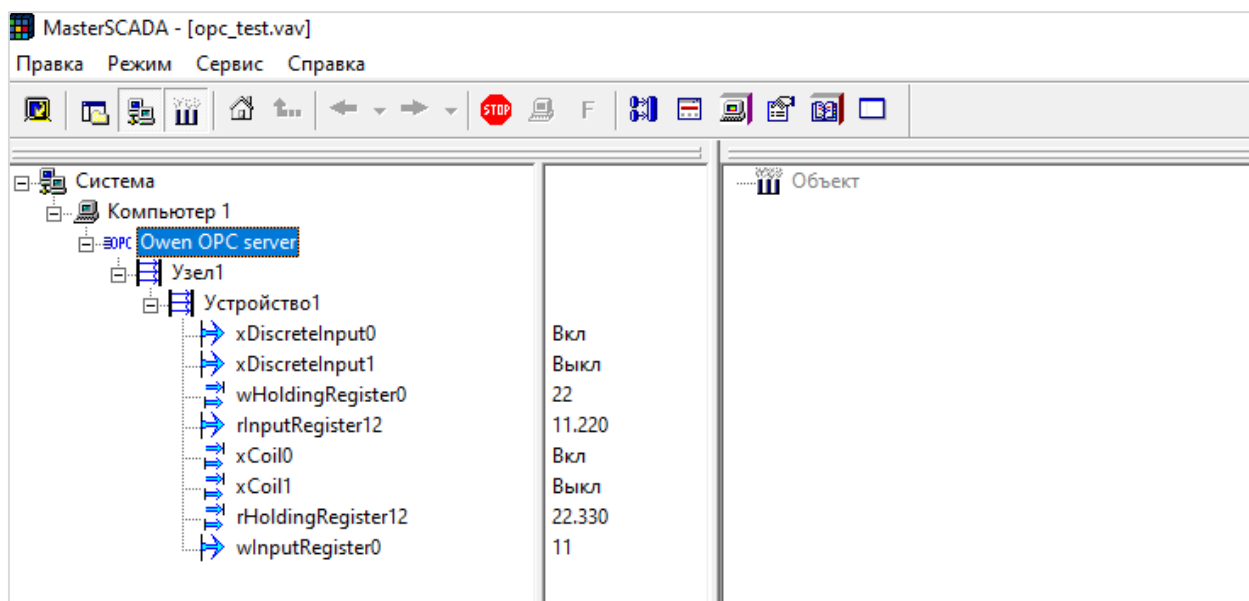 MasterSCADA - [opc_test.vav]
Правка Режим Сервис Справка
STOP F
Система
Объект
Компьютер 1
OPC Owen OPC server
Узел1
Устройство1
xDiscreteInput0 Вкл
xDiscreteInput1 Выкл
wHoldingRegister0 22
rInputRegister12 11.220
xCoil0 Вкл
xCoil1 Выкл
rHoldingRegister12 22.330
wInputRegister0 11